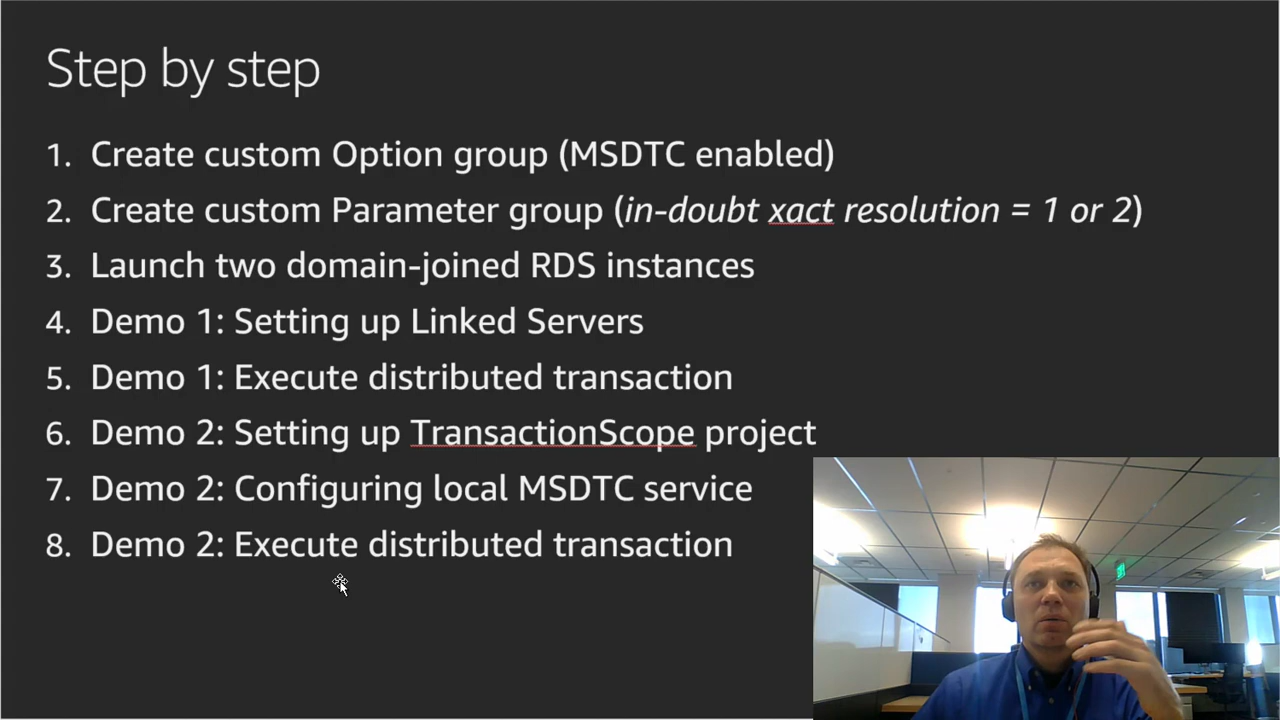 Step by step
1. Create custom Option group (MSDTC enabled)
2. Create custom Parameter group (in-doubt xact resolution = 1 or 2)
3. Launch two domain-joined RDS instances
4. Demo 1: Setting up Linked Servers
5. Demo 1: Execute distributed transaction
6. Demo 2: Setting up TransactionScope project
7. Demo 2: Configuring local MSDTC service
8. Demo 2: Execute distributed transaction